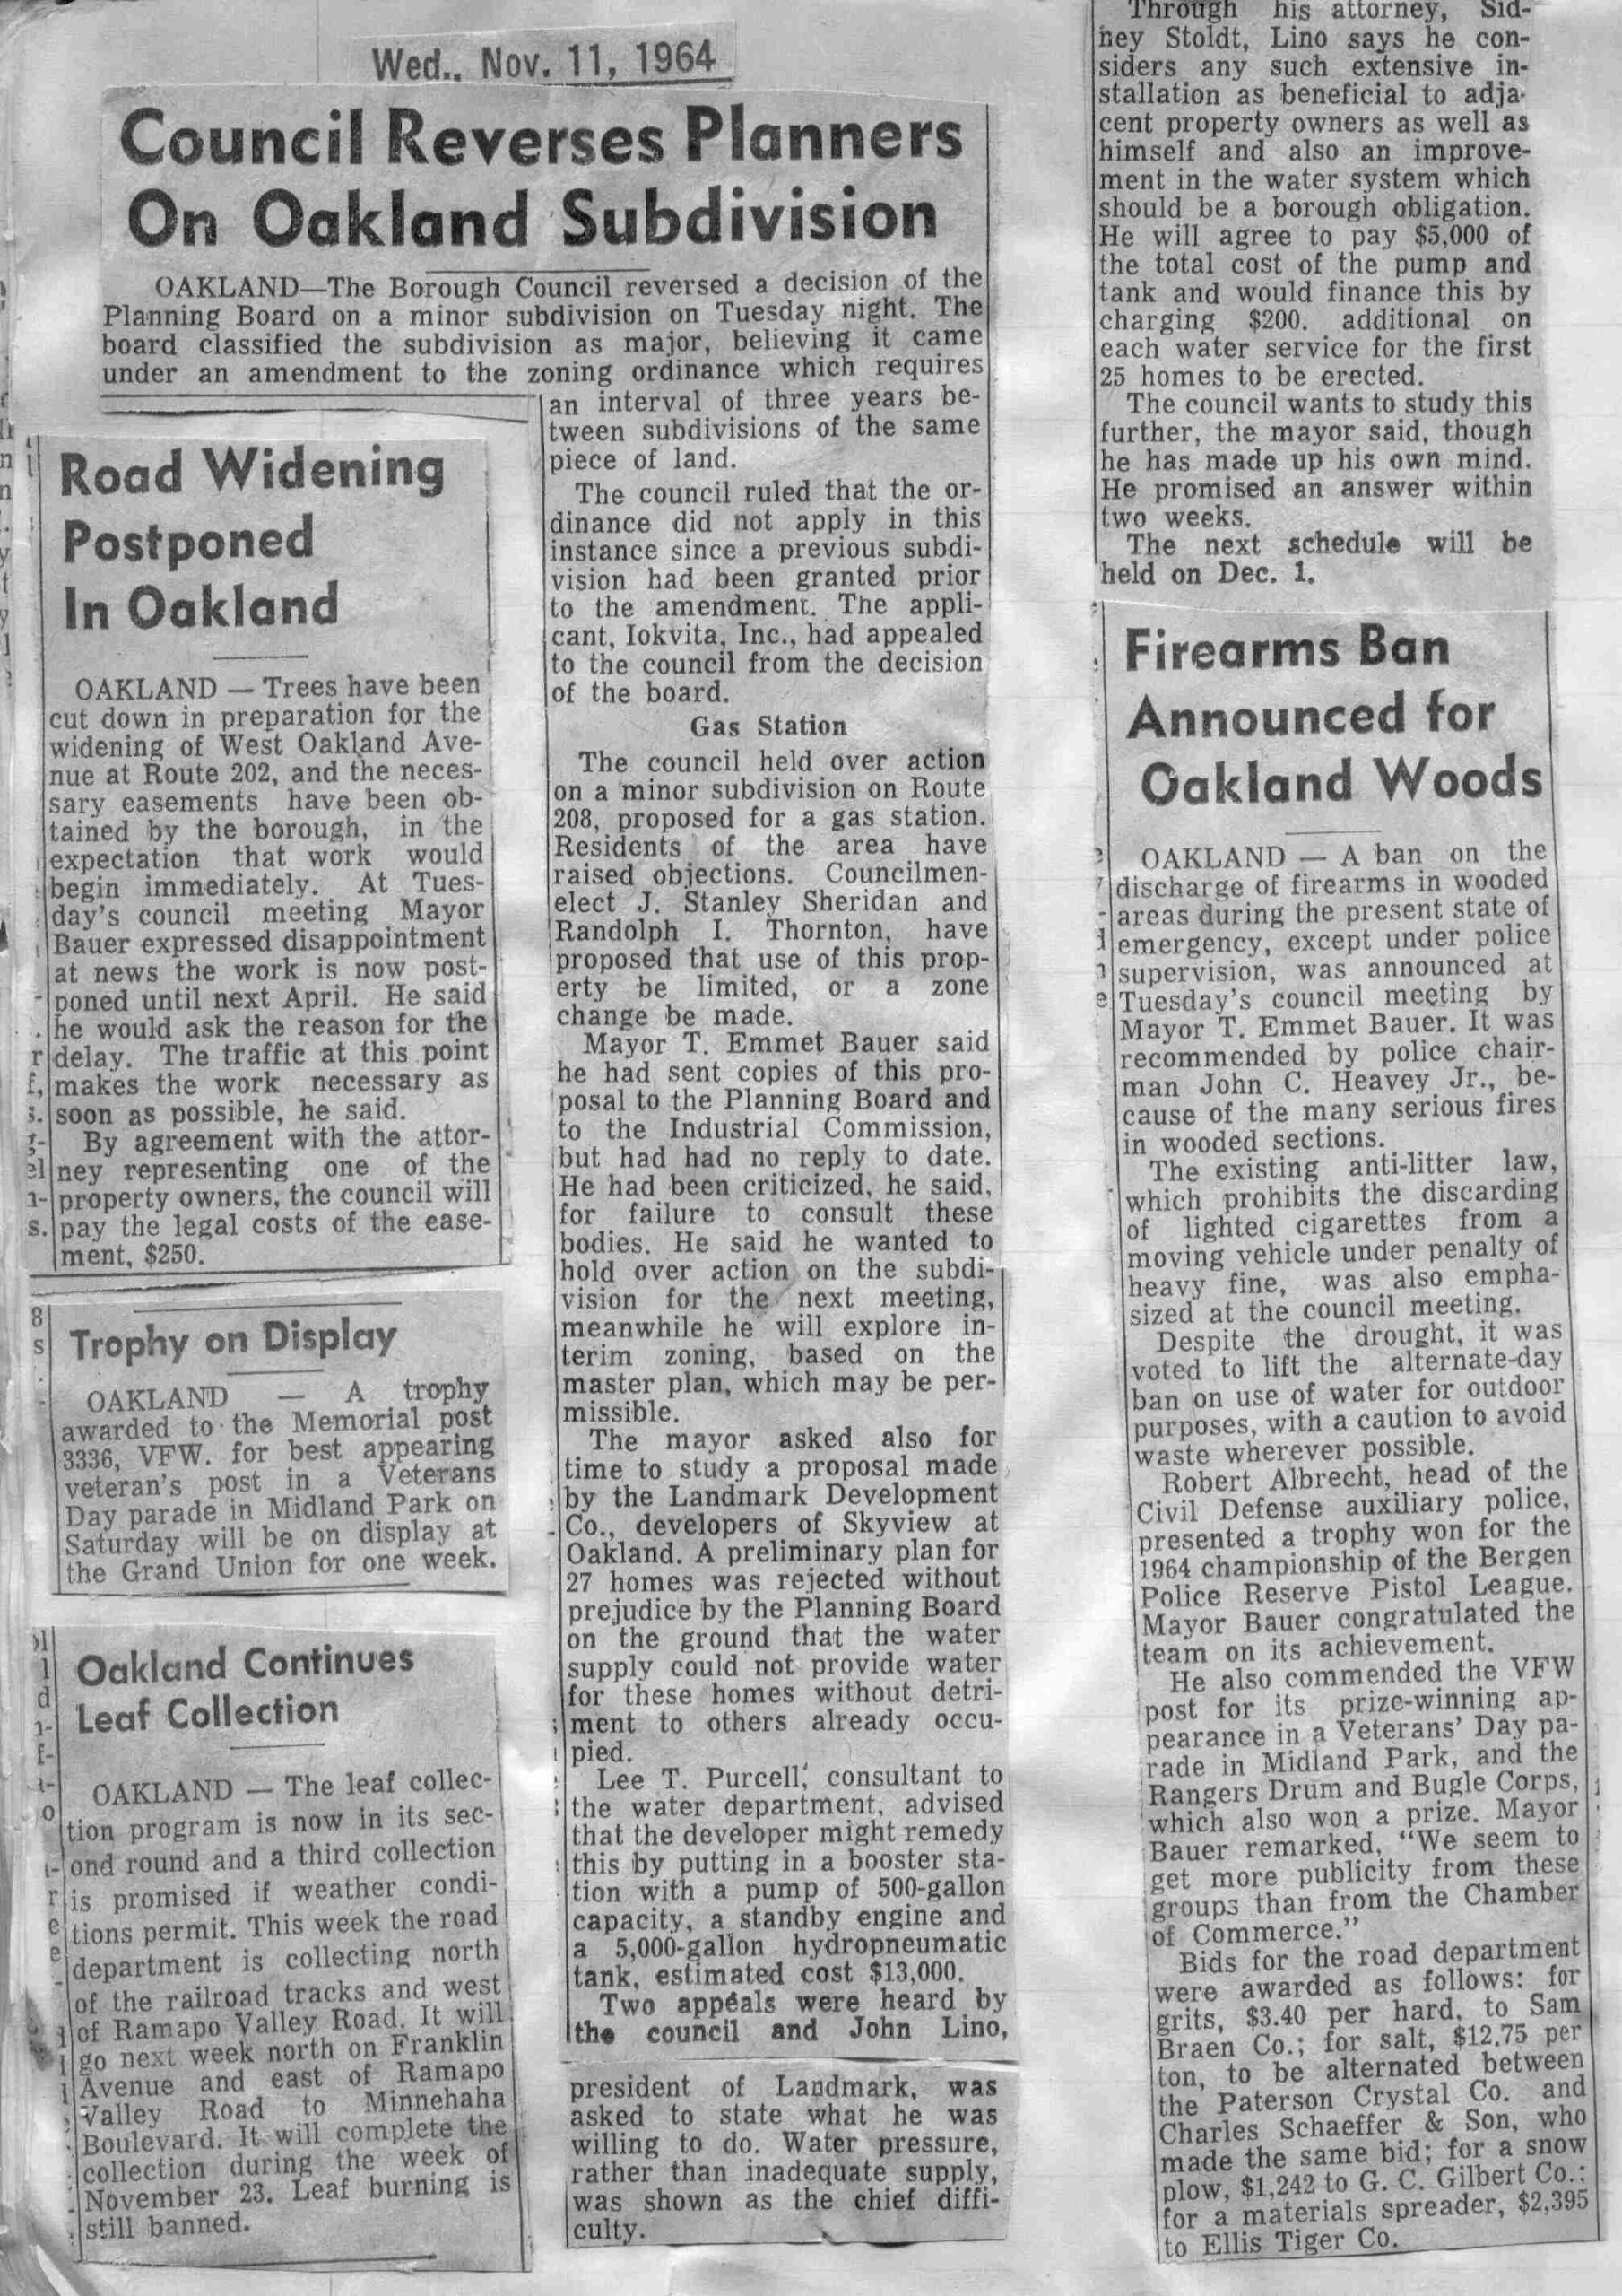 Wed., Nov. 11, 1964
Council Reverses Planners
On Oakland Subdivision
OAKLAND—The Borough Council reversed a decision of the
Planning Board on a minor subdivision on Tuesday night. The
board classified the subdivision as major, believing it came
under an amendment to the zoning ordinance which requires
an interval of three years be-
tween subdivisions of the same
piece of land.
The council ruled that the or-
dinance did not apply in this
instance since a previous subdi-
vision had been granted prior
to the amendment. The appli-
cant, Iokvita, Inc., had appealed
to the council from the decision
of the board.
Gas Station
The council held over action
on a minor subdivision on Route
208, proposed for a gas station.
Residents of the area have
raised objections. Councilmen-
elect J. Stanley Sheridan and
Randolph I. Thornton, have
proposed that use of this prop-
erty be limited, or a zone
change be made.
Mayor T. Emmet Bauer said
he had sent copies of this pro-
posal to the Planning Board and
to the Industrial Commission,
but had had no reply to date.
He had been criticized, he said,
for failure to consult these
bodies. He said he wanted to
hold over action on the subdi-
vision for the next meeting,
meanwhile he will explore in-
terim zoning, based on the
master plan, which may be per-
missible.
The mayor asked also for
time to study a proposal made
by the Landmark Development
Co., developers of Skyview at
Oakland. A preliminary plan for
27 homes was rejected without
prejudice by the Planning Board
on the ground that the water
supply could not provide water
for these homes without detri-
ment to others already occu-
pied.
Lee T. Purcell, consultant to
the water department, advised
that the developer might remedy
this by putting in a booster sta-
tion with a pump of 500-gallon
capacity, a standby engine and
a 5,000-gallon hydropneumatic
tank, estimated cost $13,000.
Two appeals were heard by
the council and John Lino,
president of Landmark, was
asked to state what he was
willing to do. Water pressure,
rather than inadequate supply,
was shown as the chief diffi-
culty.
Through his attorney, Sid-
ney Stoldt, Lino says he con-
siders any such extensive in-
stallation as beneficial to adja-
cent property owners as well as
himself and also an improve-
ment in the water system which
should be a borough obligation.
He will agree to pay $5,000 of
the total cost of the pump and
tank and would finance this by
charging $200. additional on
each water service for the first
25 homes to be erected.
The council wants to study this
further, the mayor said, though
he has made up his own mind.
He promised an answer within
two weeks.
The next schedule will be
held on Dec. 1.
Road Widening
Postponed
In Oakland
OAKLAND — Trees have been
cut down in preparation for the
widening of West Oakland Ave-
nue at Route 202, and the neces-
sary easements have been ob-
tained by the borough, in the
expectation that work would
begin immediately. At Tues-
day's council meeting Mayor
Bauer expressed disappointment
at news the work is now post-
poned until next April. He said
he would ask the reason for the
delay. The traffic at this point
makes the work necessary as
soon as possible, he said.
By agreement with the attor-
ney representing one of the
property owners, the council will
pay the legal costs of the ease-
ment, $250.
Trophy on Display
OAKLAND — A trophy
awarded to the Memorial post
3336, VFW. for best appearing
veteran's post in a Veterans
Day parade in Midland Park on
Saturday will be on display at
the Grand Union for one week.
Oakland Continues
Leaf Collection
OAKLAND — The leaf collec-
tion program is now in its sec-
ond round and a third collection
is promised if weather condi-
tions permit. This week the road
department is collecting north
of the railroad tracks and west
of Ramapo Valley Road. It will
go next week north on Franklin
Avenue and east of Ramapo
Valley Road to Minnehaha
Boulevard. It will complete the
collection during the week of
November 23. Leaf burning is
still banned.
Firearms Ban
Announced for
Oakland Woods
OAKLAND — A ban on the
discharge of firearms in wooded
areas during the present state of
emergency, except under police
supervision, was announced at
Tuesday's council meeting by
Mayor T. Emmet Bauer. It was
recommended by police chair-
man John C. Heavey Jr., be-
cause of the many serious fires
in wooded sections.
The existing anti-litter law,
which prohibits the discarding
of lighted cigarettes from a
moving vehicle under penalty of
heavy fine, was also empha-
sized at the council meeting.
Despite the drought, it was
voted to lift the alternate-day
ban on use of water for outdoor
purposes, with a caution to avoid
waste wherever possible.
Robert Albrecht, head of the
Civil Defense auxiliary police,
presented a trophy won for the
1964 championship of the Bergen
Police Reserve Pistol League.
Mayor Bauer congratulated the
team on its achievement.
He also commended the VFW
post for its prize-winning ap-
pearance in a Veterans' Day pa-
rade in Midland Park, and the
Rangers Drum and Bugle Corps,
which also won a prize. Mayor
Bauer remarked, "We seem to
get more publicity from these
groups than from the Chamber
of Commerce."
Bids for the road department
were awarded as follows: for
grits, $3.40 per hard, to Sam
Braen Co.; for salt, $12.75 per
ton, to be alternated between
the Paterson Crystal Co. and
Charles Schaeffer & Son, who
made the same bid; for a snow
plow, $1,242 to G. C. Gilbert Co.;
for a materials spreader, $2,395
to Ellis Tiger Co.